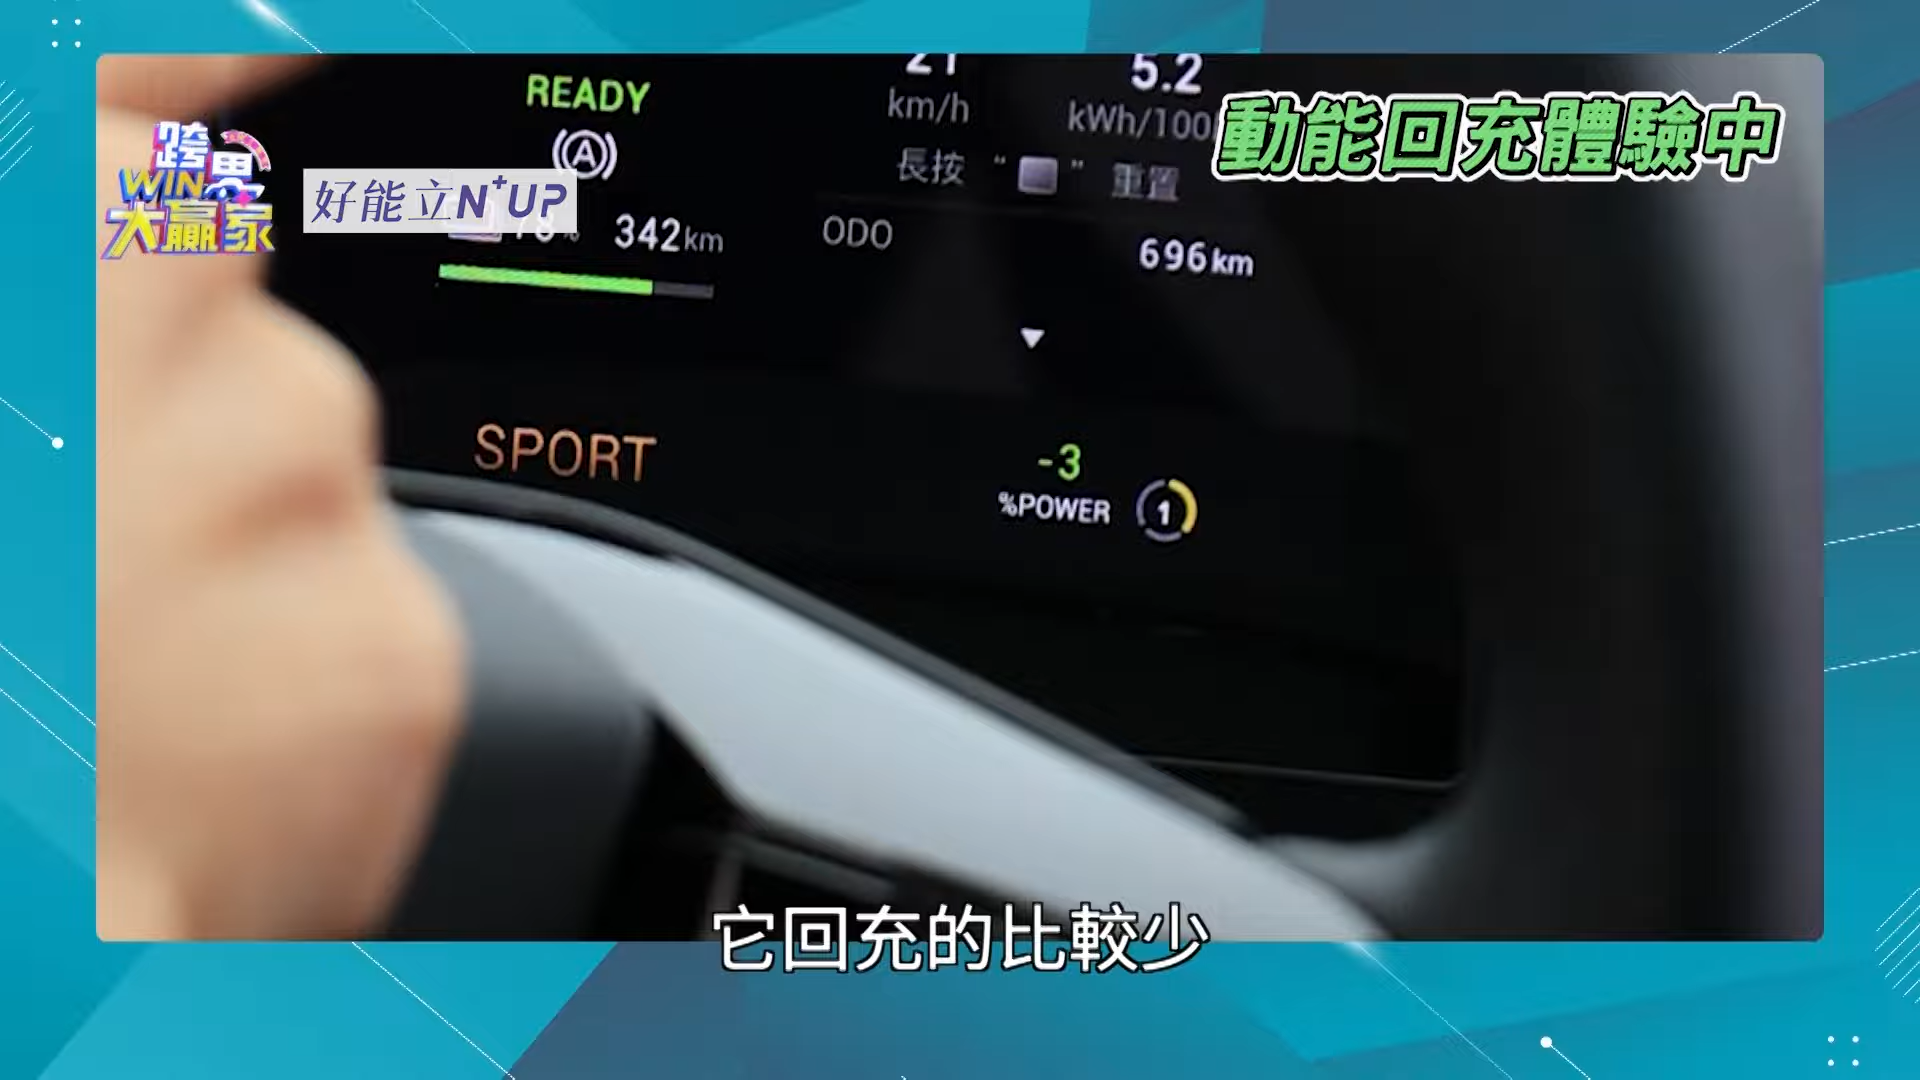 READY
21
km/h
5.2
kWh/100
動能回充體驗中
跨界
WIN
大贏家
好能立N+UP
A
長按 “ ” 重置
78%
342km
ODO
696km
SPORT
-3
%POWER
1
它回充的比較少